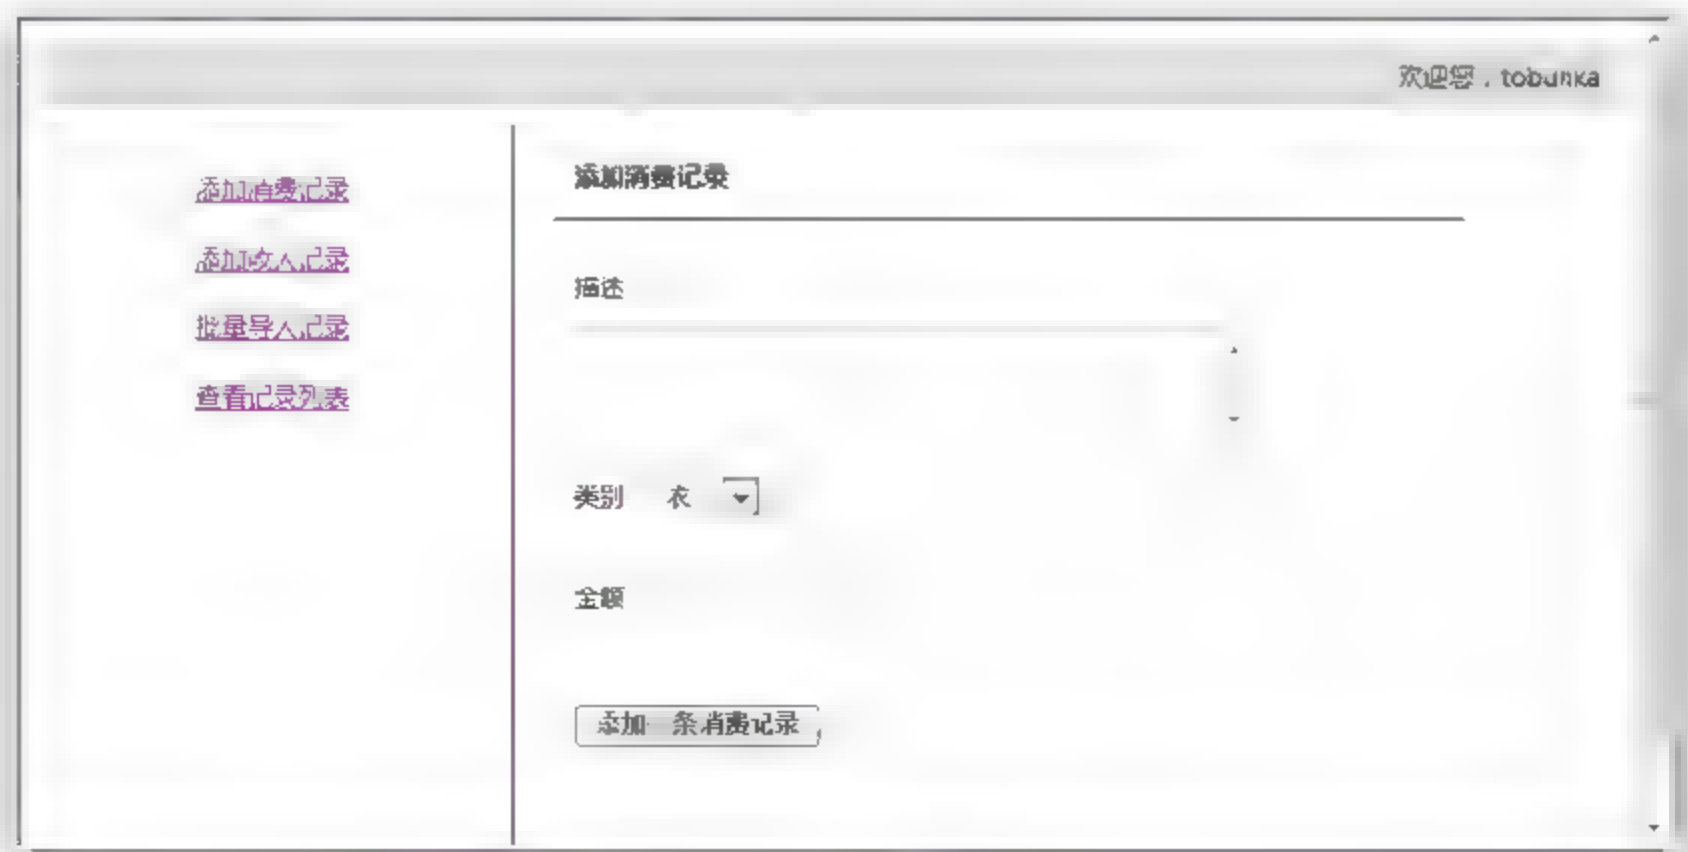 欢迎您，tobunka
添加消费记录
添加收入记录
批量导入记录
查看记录列表
添加消费记录
描述
类别 衣
金额
添加一条消费记录